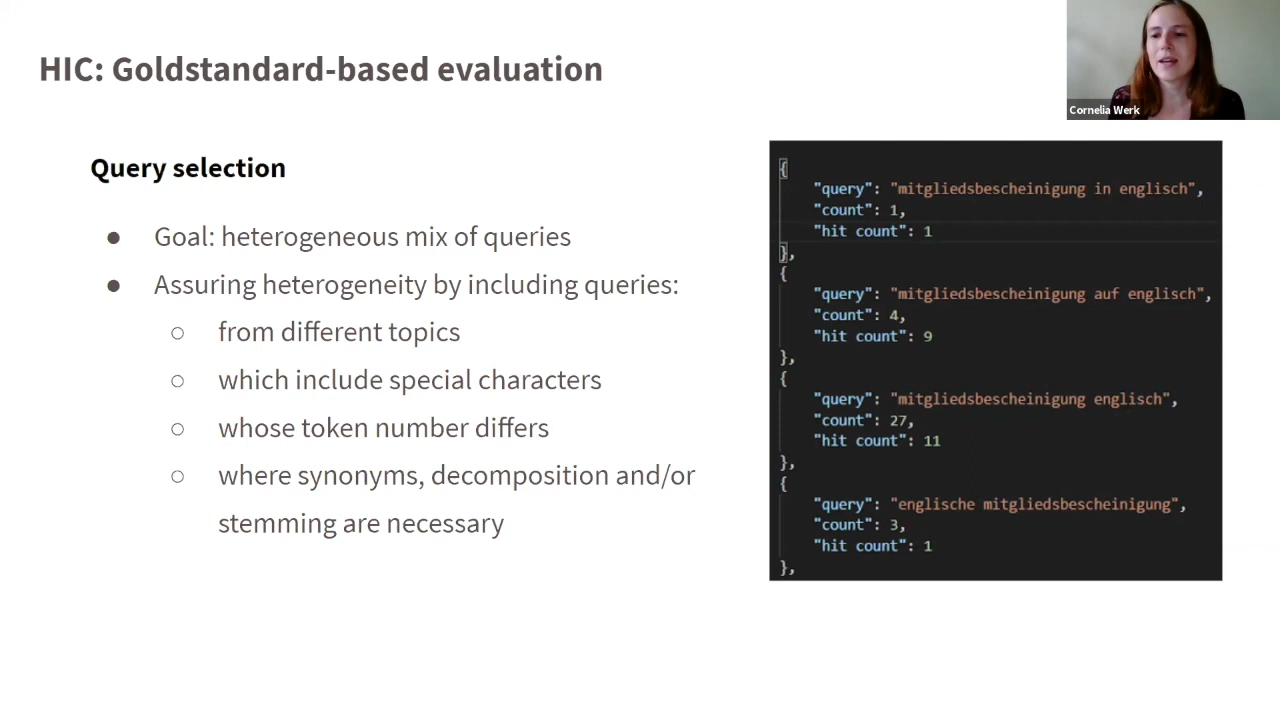 HIC: Goldstandard-based evaluation
Cornelia Werk
Query selection
● Goal: heterogeneous mix of queries
● Assuring heterogeneity by including queries:
○ from different topics
○ which include special characters
○ whose token number differs
○ where synonyms, decomposition and/or
stemming are necessary
{
"query": "mitgliedsbescheinigung in englisch",
"count": 1,
"hit count": 1
},
{
"query": "mitgliedsbescheinigung auf englisch",
"count": 4,
"hit count": 9
},
{
"query": "mitgliedsbescheinigung englisch",
"count": 27,
"hit count": 11
},
{
"query": "englische mitgliedsbescheinigung",
"count": 3,
"hit count": 1
},